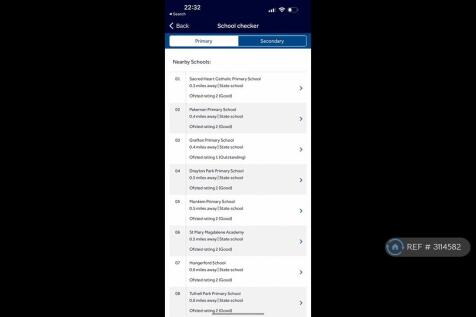 22:32
Search
Back
School checker
Primary
Secondary
Nearby Schools:
01
Sacred Heart Catholic Primary School
0.3 miles away | State school
Ofsted rating 2 (Good)
02
Pakeman Primary School
0.4 miles away | State school
Ofsted rating 2 (Good)
03
Grafton Primary School
0.4 miles away | State school
Ofsted rating 1 (Outstanding)
04
Drayton Park Primary School
0.5 miles away | State school
Ofsted rating 2 (Good)
05
Montem Primary School
0.5 miles away | State school
Ofsted rating 2 (Good)
06
St Mary Magdalene Academy
0.5 miles away | State school
Ofsted rating 2 (Good)
07
Hungerford School
0.6 miles away | State school
Ofsted rating 2 (Good)
08
Tufnell Park Primary School
0.6 miles away | State school
Ofsted rating 2 (Good)
REF # 3114582